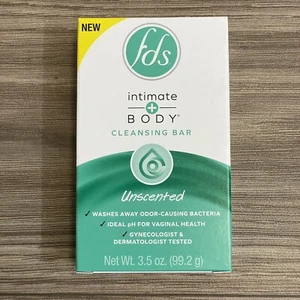 NEW
fds
intimate
+
BODY™
CLEANSING BAR
Unscented
✓ WASHES AWAY ODOR-CAUSING BACTERIA
✓ IDEAL pH FOR VAGINAL HEALTH
✓ GYNECOLOGIST &
DERMATOLOGIST TESTED
Net WT. 3.5 oz. (99.2 g)